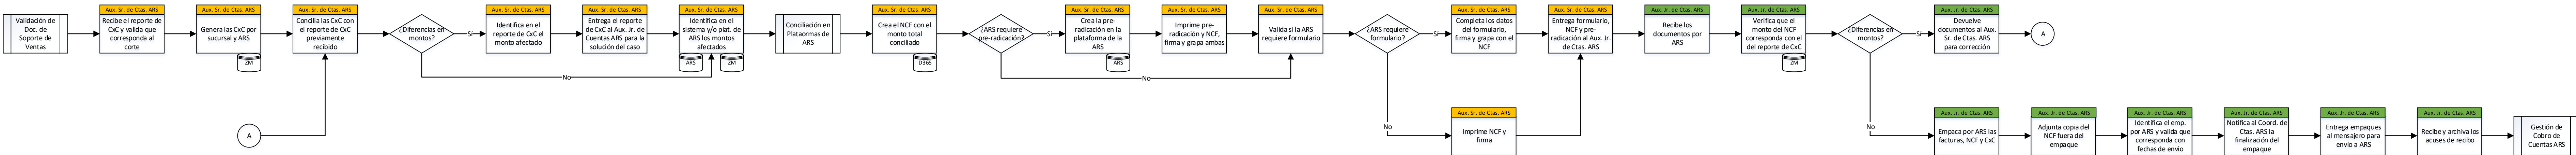 Validación de
Doc. de
Soporte de
Ventas
Aux. Sr. de Ctas. ARS
Recibe el reporte de
CxC y valida que
corresponda al
corte
Aux. Sr. de Ctas. ARS
Genera las CxC por
sucursal y ARS
ZM
Aux. Sr. de Ctas. ARS
Concilia las CxC con
el reporte de CxC
previamente
recibido
¿Diferencias en
montos?
Sí
No
Aux. Sr. de Ctas. ARS
Identifica en el
reporte de CxC el
monto afectado
Aux. Sr. de Ctas. ARS
Entrega el reporte
de CxC al Aux. Jr. de
Cuentas ARS para la
solución del caso
Aux. Sr. de Ctas. ARS
Identifica en el
sistema y/o plat. de
ARS los montos
afectados
ARS
ZM
Conciliación en
Plataormas de
ARS
Aux. Sr. de Ctas. ARS
Crea el NCF con el
monto total
conciliado
D365
¿ARS requiere
pre-radicación?
Sí
No
Aux. Sr. de Ctas. ARS
Crea la pre-
radicación en la
plataforma de la
ARS
ARS
Aux. Sr. de Ctas. ARS
Imprime pre-
radicación y NCF,
firma y grapa ambas
Aux. Sr. de Ctas. ARS
Valida si la ARS
requiere formulario
¿ARS requiere
formulario?
Sí
No
Aux. Sr. de Ctas. ARS
Completa los datos
del formulario,
firma y grapa con el
NCF
Aux. Sr. de Ctas. ARS
Entrega formulario,
NCF y pre-
radicación al Aux. Jr.
de Ctas. ARS
Aux. Jr. de Ctas. ARS
Recibe los
documentos por
ARS
Aux. Jr. de Ctas. ARS
Verifica que el
monto del NCF
corresponda con el
del reporte de CxC
ZM
¿Diferencias en
montos?
Sí
No
Aux. Jr. de Ctas. ARS
Devuelve
documentos al Aux.
Sr. de Ctas. ARS
para corrección
A
A
Aux. Sr. de Ctas. ARS
Imprime NCF y
firma
Aux. Jr. de Ctas. ARS
Empaca por ARS las
facturas, NCF y CxC
Aux. Jr. de Ctas. ARS
Adjunta copia del
NCF fuera del
empaque
Aux. Jr. de Ctas. ARS
Identifica el emp.
por ARS y valida que
corresponda con
fechas de envío
Aux. Jr. de Ctas. ARS
Notifica al Coord. de
Ctas. ARS la
finalización del
empaque
Aux. Jr. de Ctas. ARS
Entrega empaques
al mensajero para
envío a ARS
Aux. Jr. de Ctas. ARS
Recibe y archiva los
acuses de recibo
Gestión de
Cobro de
Cuentas ARS